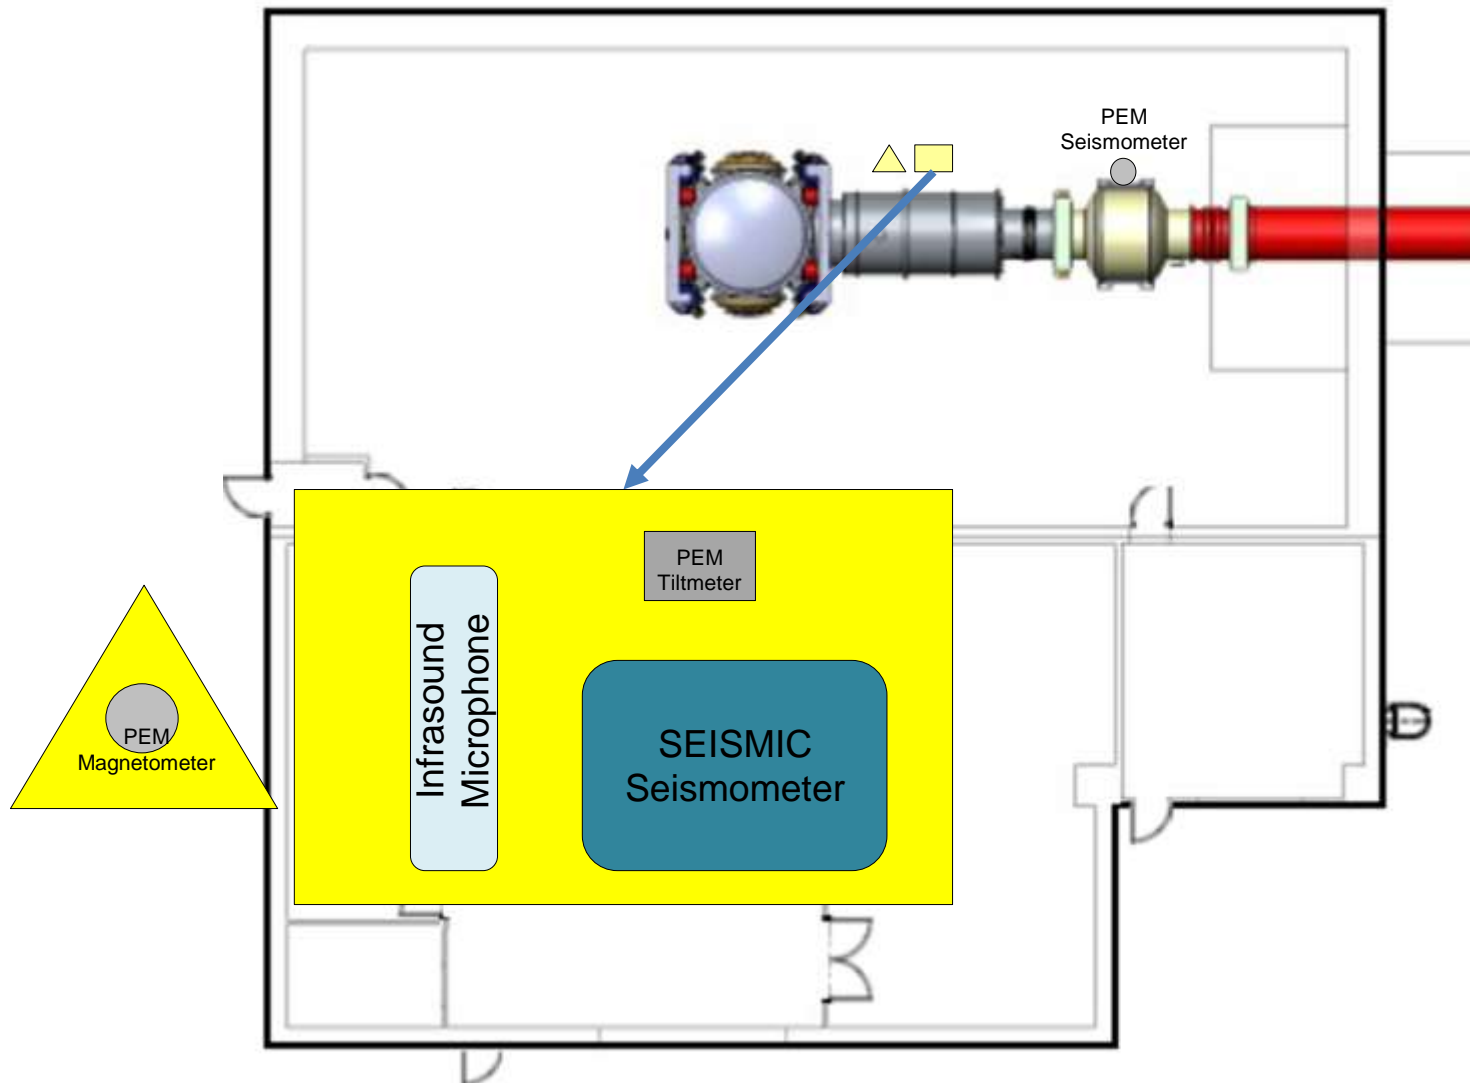 PEM
Seismometer
PEM
Tiltmeter
Infrasound
Microphone
SEISMIC
Seismometer
PEM
Magnetometer